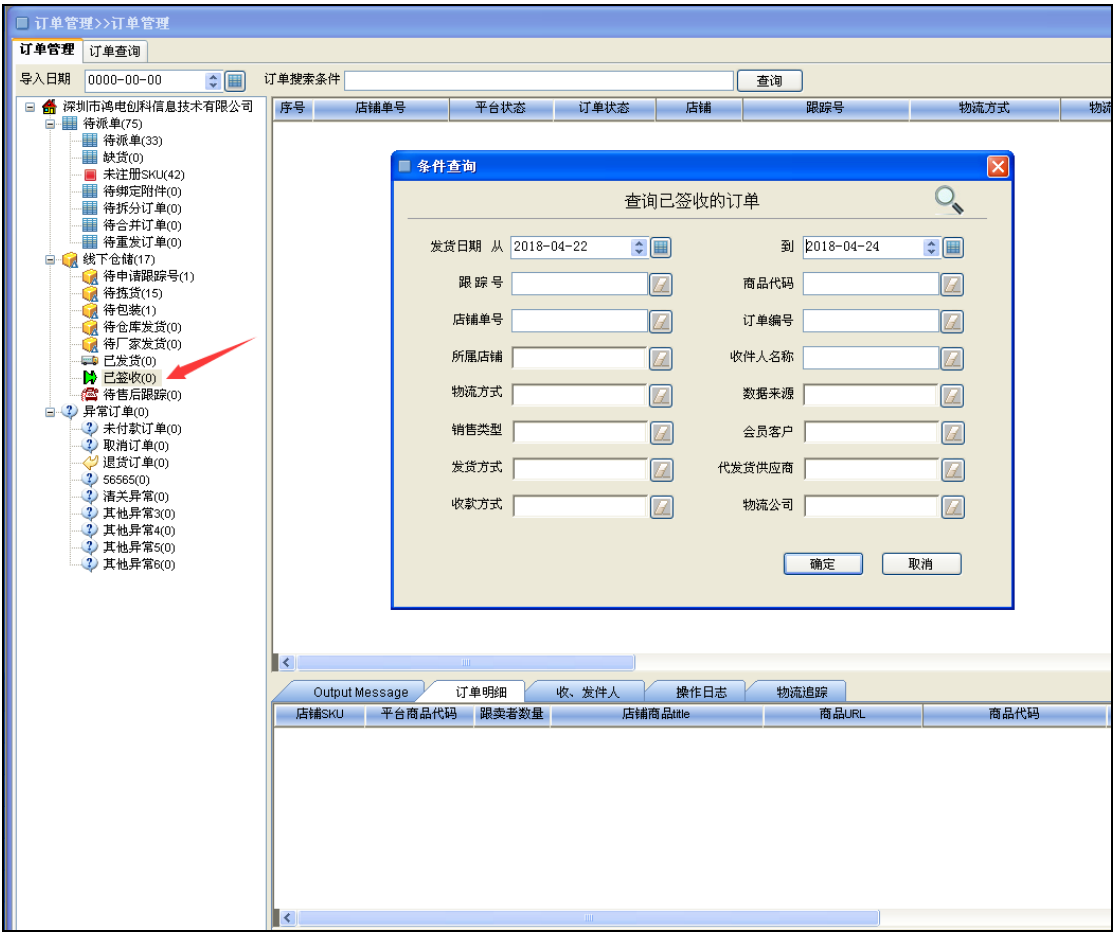 订单管理>>订单管理
订单管理 订单查询
导入日期 0000-00-00 订单搜索条件 查询
深圳市鸿电创科信息技术有限公司
待派单(75)
待派单(33)
缺货(0)
未注册SKU(42)
待绑定附件(0)
待拆分订单(0)
待合并订单(0)
待重发订单(0)
线下仓储(17)
待申请跟踪号(1)
待拣货(15)
待包装(1)
待仓库发货(0)
待厂家发货(0)
已发货(0)
已签收(0)
待售后跟踪(0)
异常订单(0)
未付款订单(0)
取消订单(0)
退货订单(0)
56565(0)
清关异常(0)
其他异常3(0)
其他异常4(0)
其他异常5(0)
其他异常6(0)
序号 店铺单号 平台状态 订单状态 店铺 跟踪号 物流方式 物流
条件查询
查询已签收的订单
发货日期 从 2018-04-22 到 2018-04-24
跟踪号 商品代码
店铺单号 订单编号
所属店铺 收件人名称
物流方式 数据来源
销售类型 会员客户
发货方式 代发货供应商
收款方式 物流公司
确定 取消
Output Message 订单明细 收、发件人 操作日志 物流追踪
店铺SKU 平台商品代码 跟卖者数量 店铺商品title 商品URL 商品代码